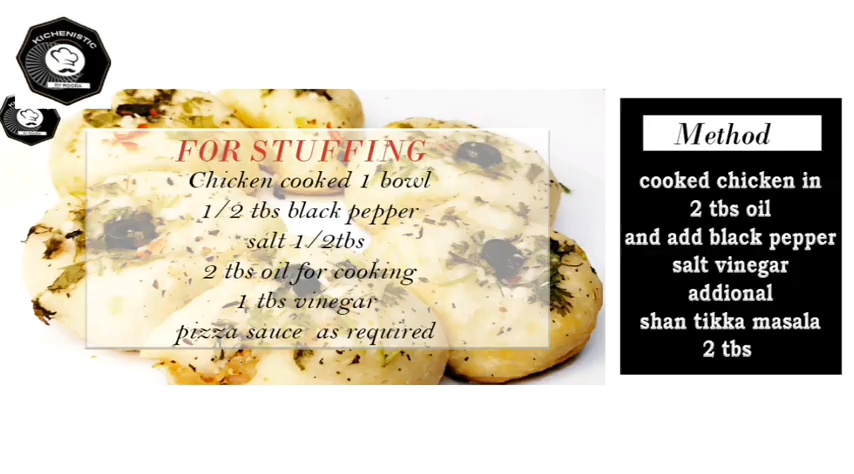 KICHENISTIC
BY ROOBA
FOR STUFFING
Chicken cooked 1 bowl
1/2 tbs black pepper
salt 1/2tbs
2 tbs oil for cooking
1 tbs vinegar
pizza sauce as required
Method
cooked chicken in
2 tbs oil
and add black pepper
salt vinegar
addional
shan tikka masala
2 tbs